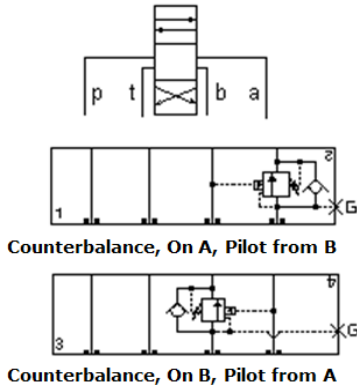 p t b a
2
1 G
Counterbalance, On A, Pilot from B
4
3 G
Counterbalance, On B, Pilot from A